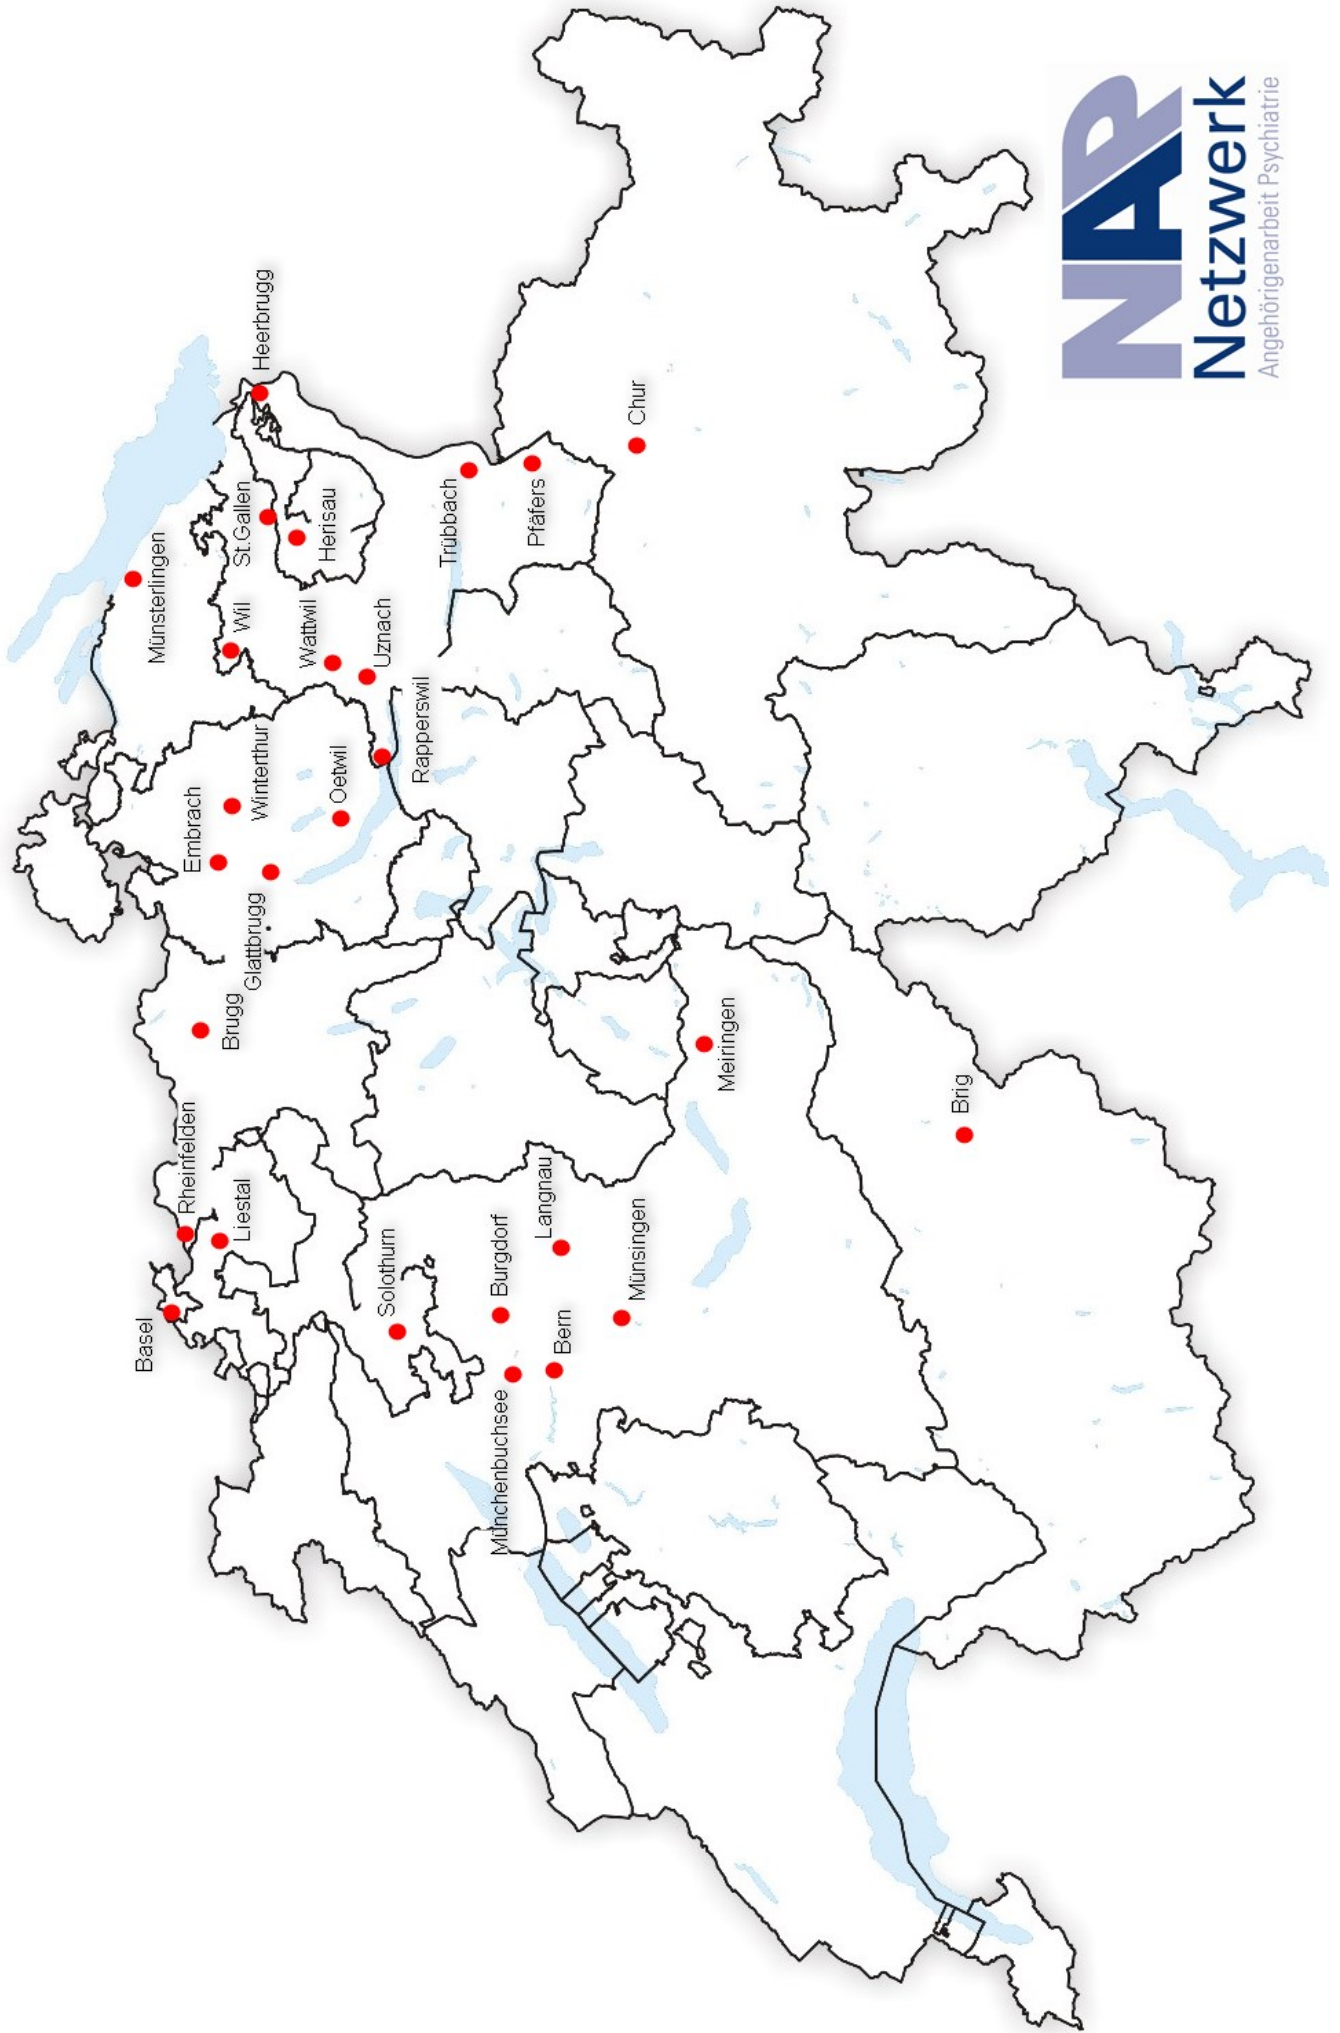 Basel
Rheinfelden
Liestal
Brugg
Embrach
Winterthur
Glattbrugg
Oetwil
Münsterlingen
Wil
St.Gallen
Heerbrugg
Herisau
Wattwil
Uznach
Rapperswil
Solothurn
Burgdorf
Münchenbuchsee
Bern
Langnau
Münsingen
Meiringen
Trübbach
Pfäfers
Chur
Brig
NAP
Netzwerk
Angehörigenarbeit Psychiatrie